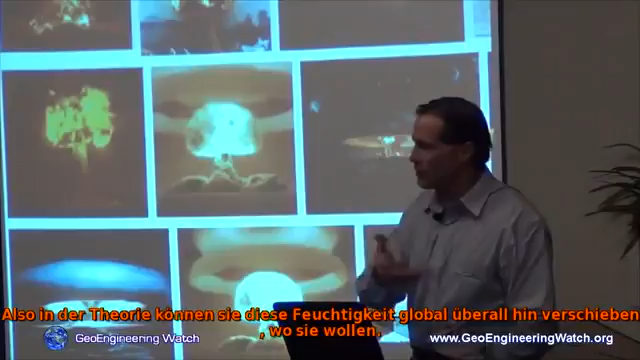 Also in der Theorie können sie diese Feuchtigkeit global überall hin verschieben
, wo sie wollen.
GeoEngineering Watch
www.GeoEngineeringWatch.org